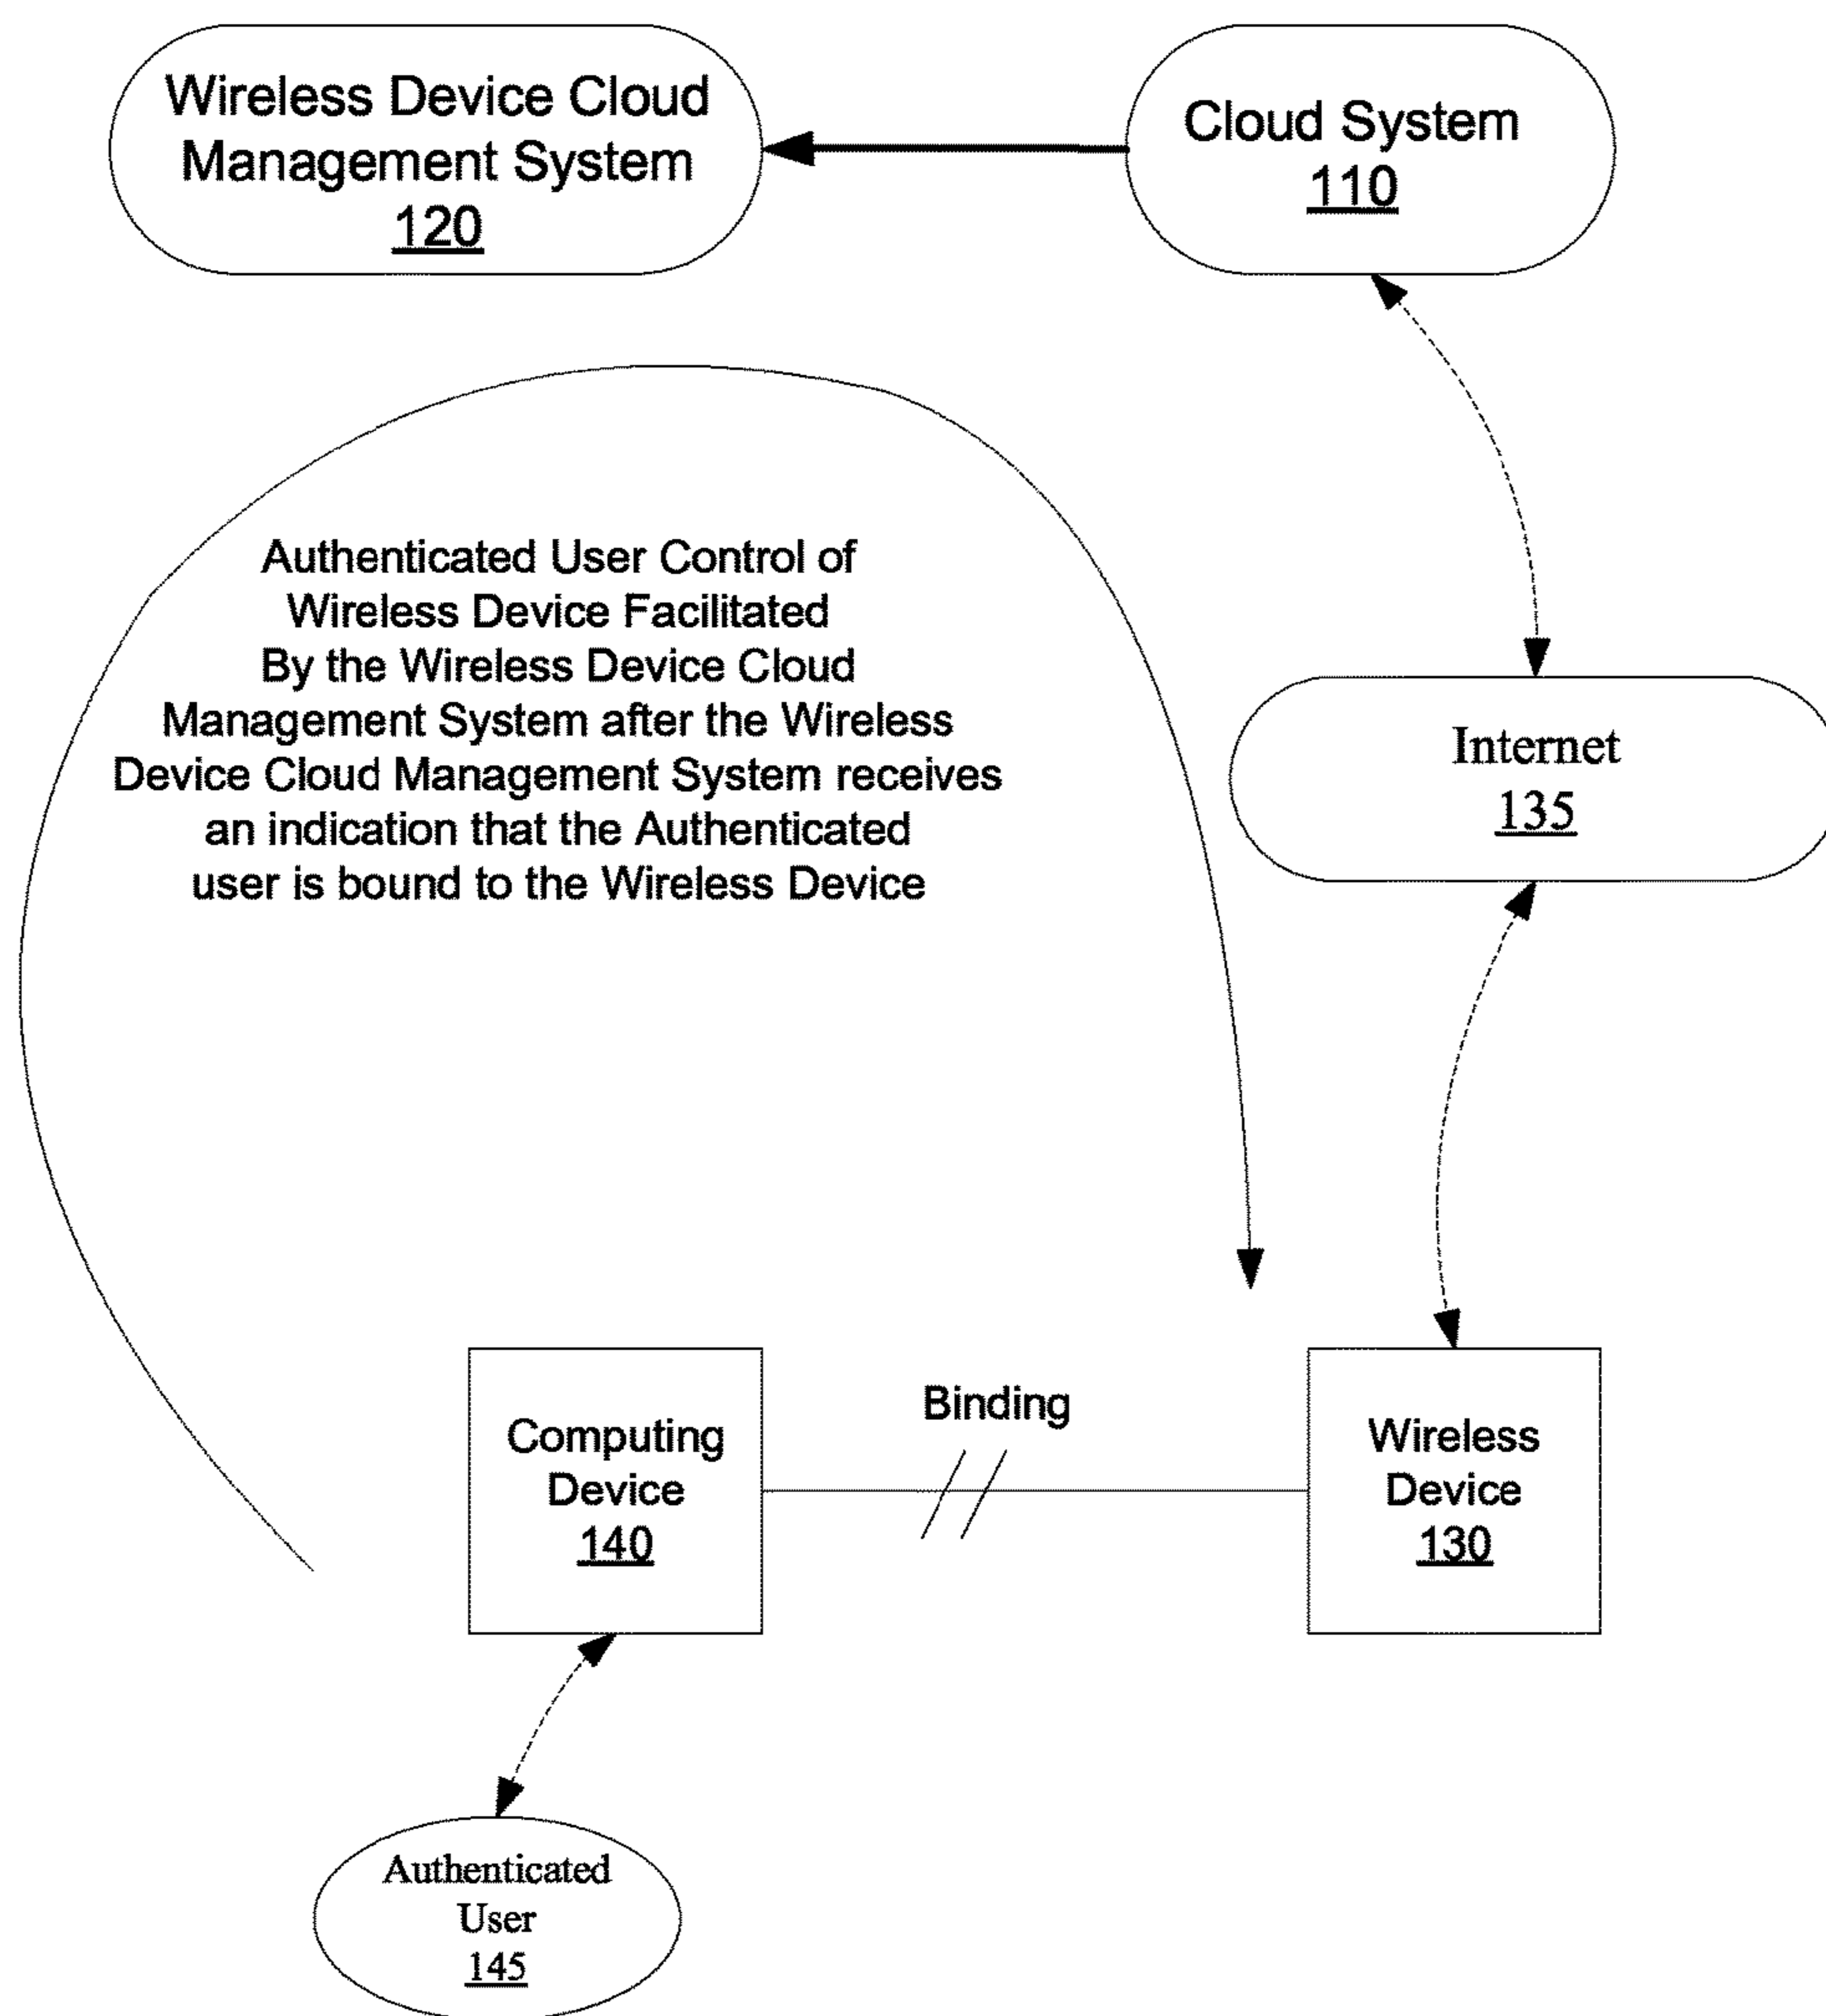 Wireless Device Cloud
Management System
120
Cloud System
110
Authenticated User Control of
Wireless Device Facilitated
By the Wireless Device Cloud
Management System after the Wireless
Device Cloud Management System receives
an indication that the Authenticated
user is bound to the Wireless Device
Internet
135
Computing
Device
140
Binding
Wireless
Device
130
Authenticated
User
145